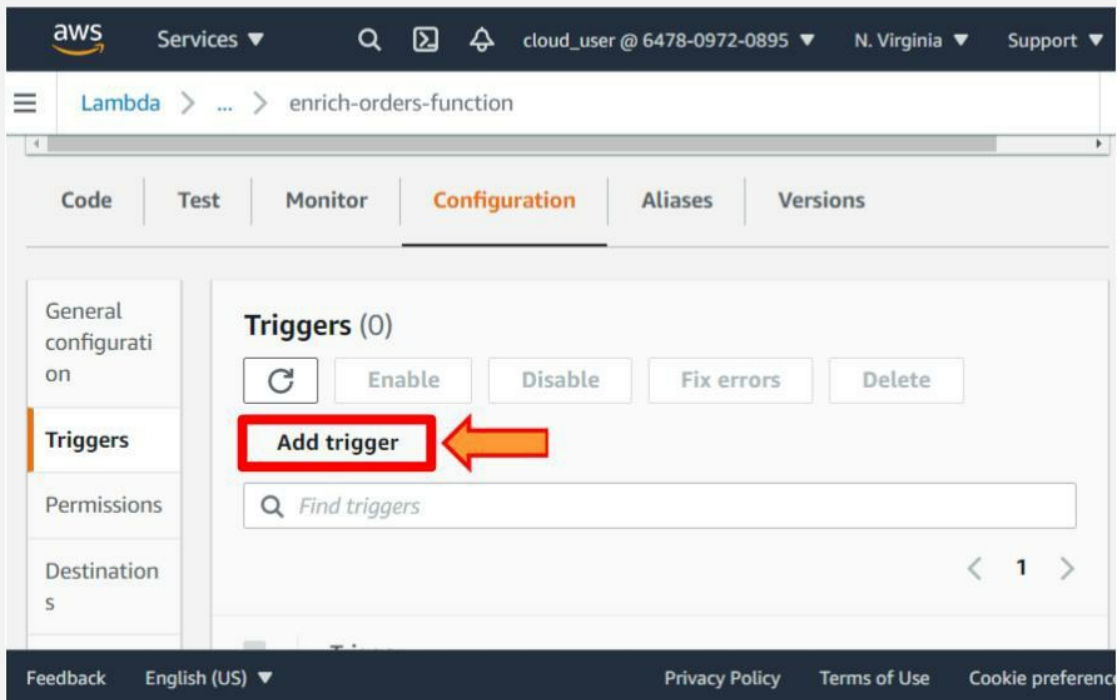 aws Services ▼ cloud_user @ 6478-0972-0895 ▼ N. Virginia ▼ Support ▼
Lambda > ... > enrich-orders-function
Code Test Monitor Configuration Aliases Versions
General
configurati
on
Triggers
Permissions
Destination
s
Triggers (0)
Enable Disable Fix errors Delete
Add trigger
Find triggers
< 1 >
Feedback English (US) ▼ Privacy Policy Terms of Use Cookie preferenc